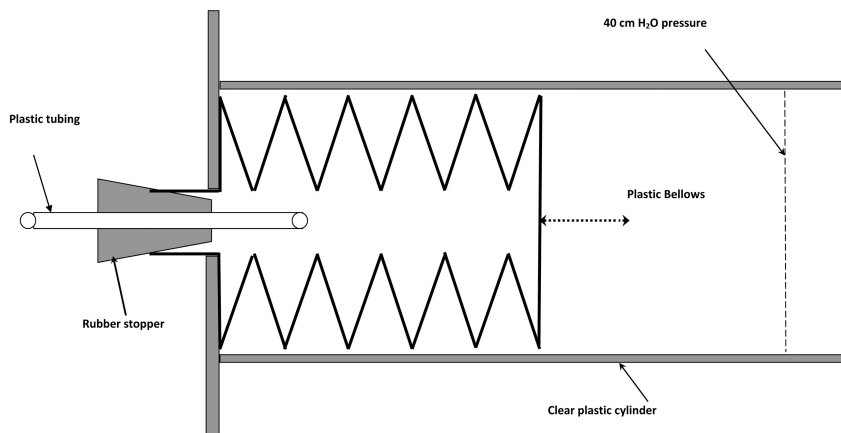 40 cm H₂O pressure
Plastic tubing
Plastic Bellows
Rubber stopper
Clear plastic cylinder